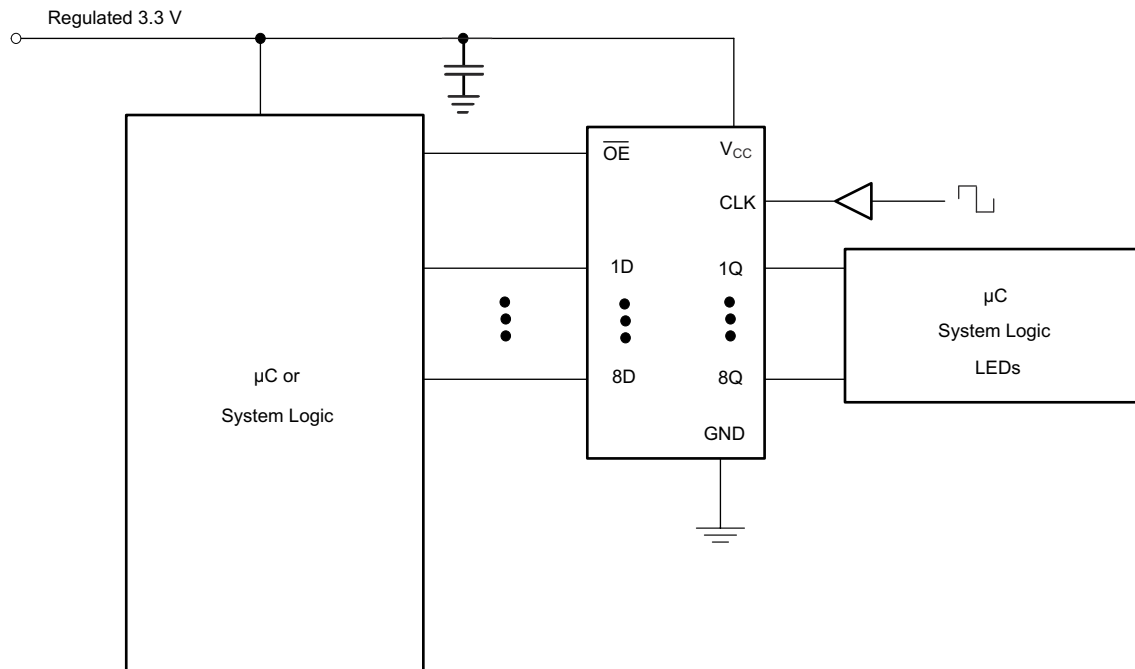 Regulated 3.3 V
OE
VCC
CLK
1D
1Q
8D
8Q
GND
µC or
System Logic
µC
System Logic
LEDs